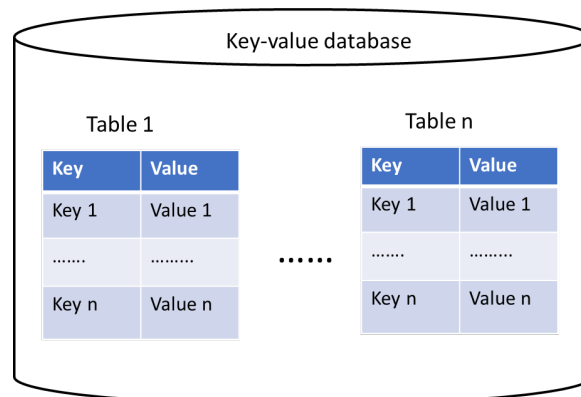 Key-value database
Table 1
Key Value
Key 1 Value 1
……. ………
Key n Value n
……
Table n
Key Value
Key 1 Value 1
……. ………
Key n Value n